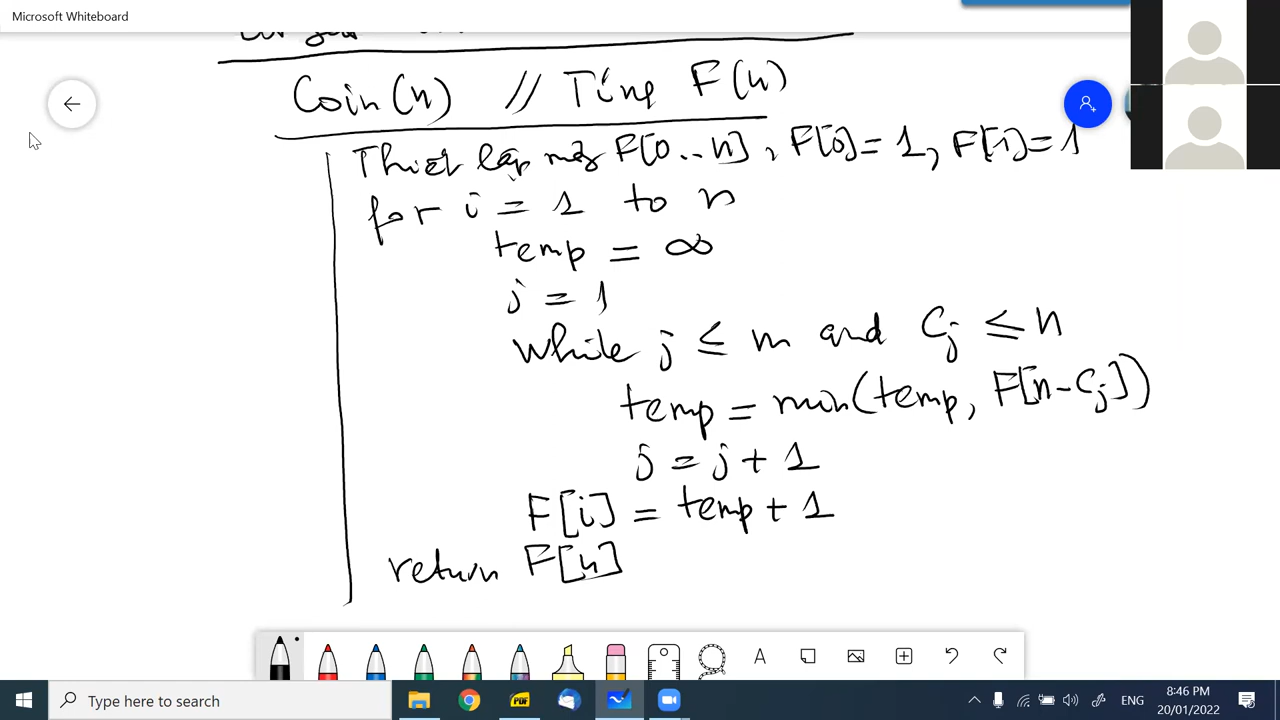 Microsoft Whiteboard
Coin(n) // Tính F(n)
Thiết lập mảng F[0..n], F[0] = 1, F[1] = 1
for i = 1 to n
temp = ∞
j = 1
while j ≤ m and Cj ≤ n
temp = min(temp, F[n-Cj])
j = j + 1
F[i] = temp + 1
return F[n]
A
PDF
Type here to search
ENG
8:46 PM
20/01/2022